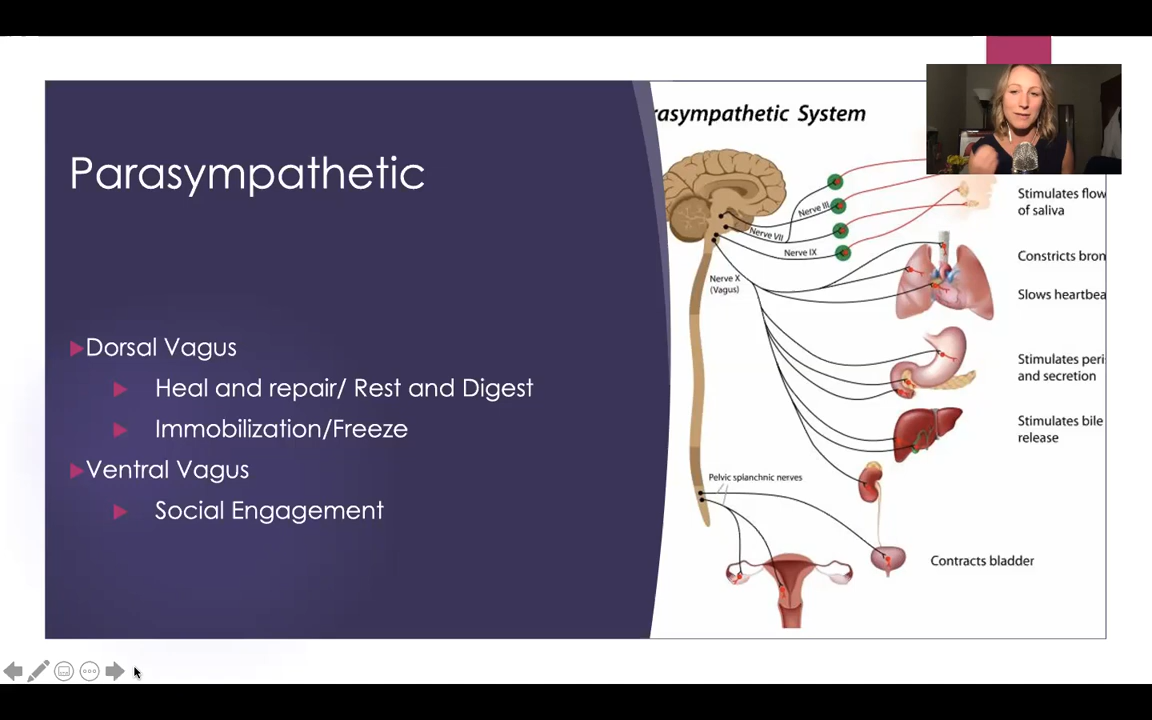 Parasympathetic
Dorsal Vagus
Heal and repair/ Rest and Digest
Immobilization/Freeze
Ventral Vagus
Social Engagement
rasympathetic System
Nerve III
Nerve VII
Nerve IX
Nerve X
(Vagus)
Pelvic splanchnic nerves
Stimulates flow
of saliva
Constricts bron
Slows heartbea
Stimulates peri
and secretion
Stimulates bile
release
Contracts bladder